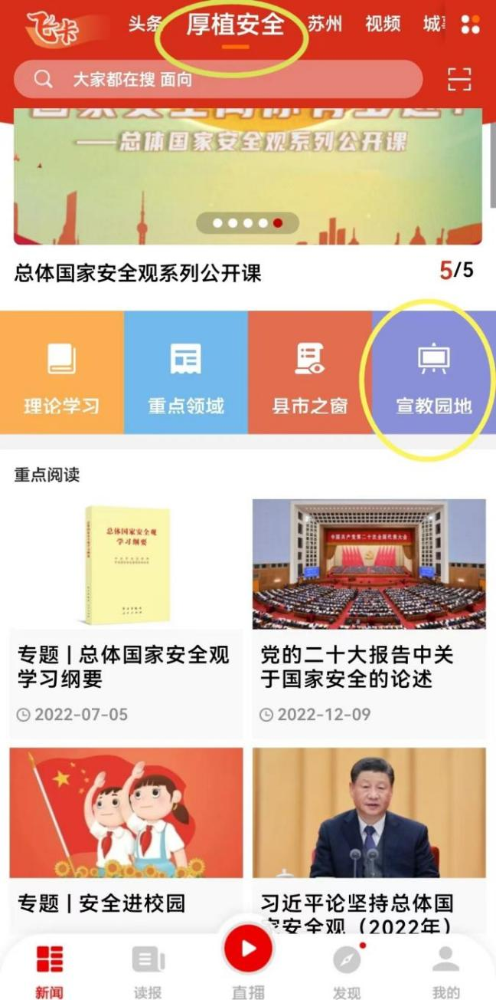 飞卡
头条
厚植安全
苏州
视频
城事
大家都在搜 面向
——总体国家安全观系列公开课
总体国家安全观系列公开课
5/5
理论学习
重点领域
县市之窗
宣教园地
重点阅读
总体国家安全观
学习纲要
中国共产党第二十次全国代表大会
专题 | 总体国家安全观
学习纲要
2022-07-05
党的二十大报告中关
于国家安全的论述
2022-12-09
专题 | 安全进校园
习近平论坚持总体国
家安全观（2022年）
新闻
读报
直播
发现
我的